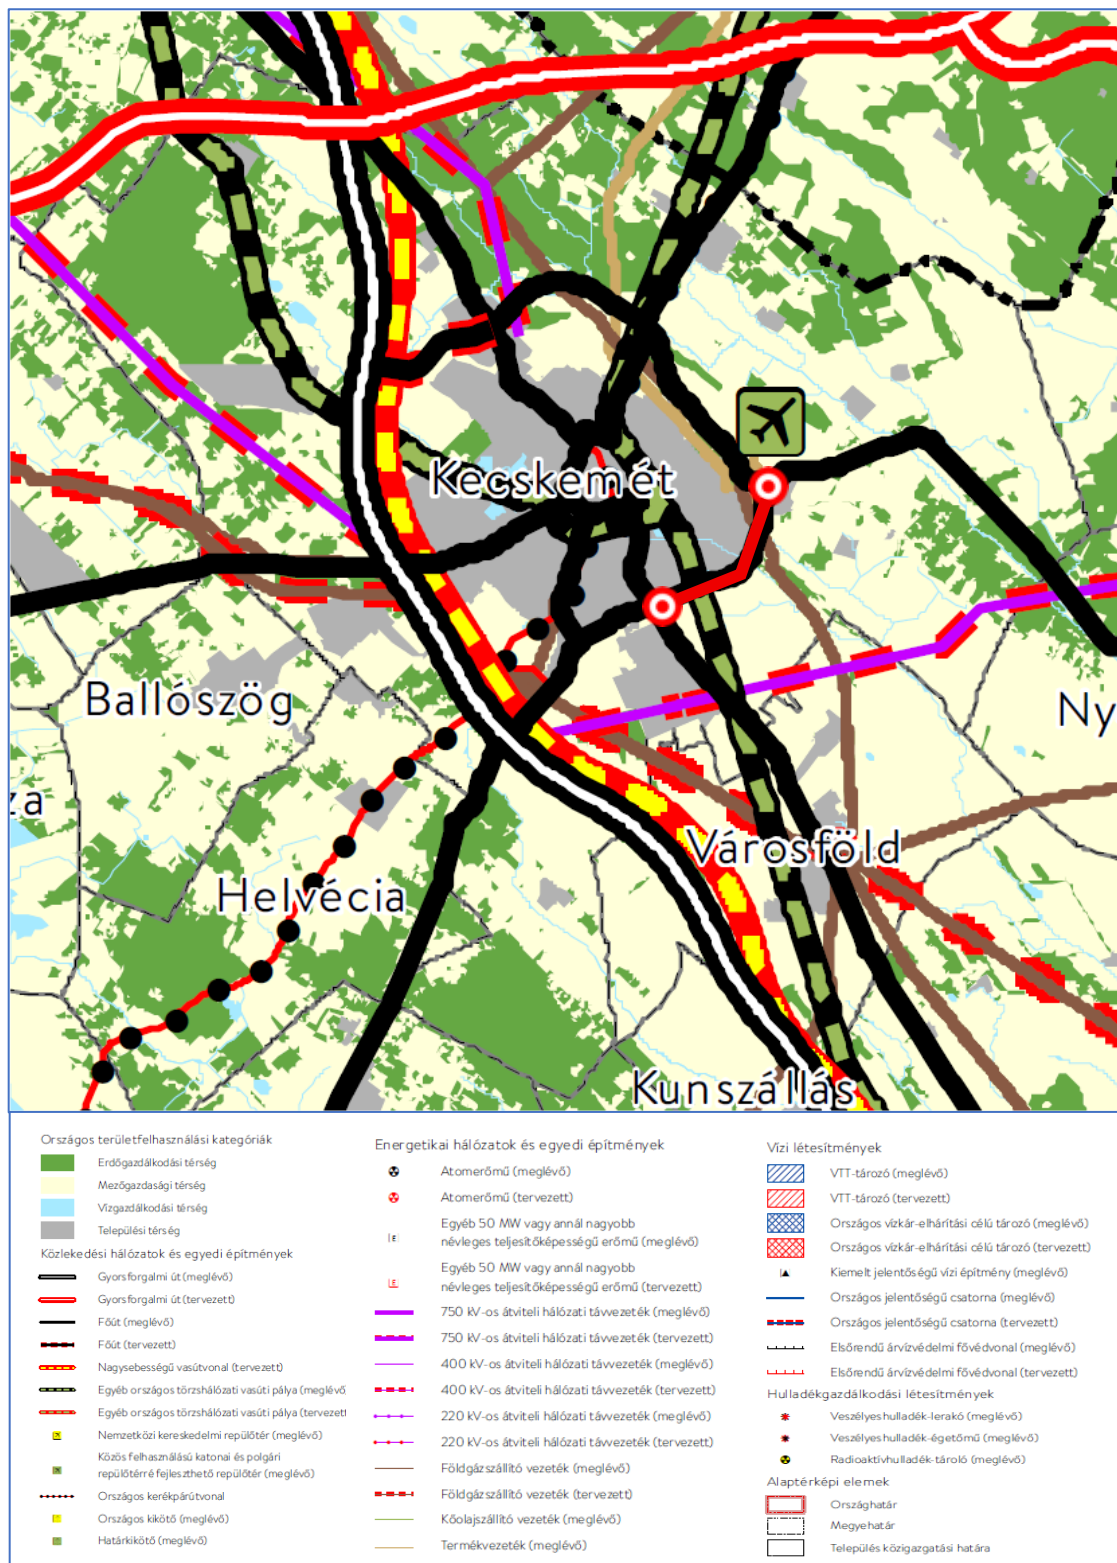 Kecskemét
Ballószög
Ny
za
Városföld
Helvécia
Kunszállás
Országos területfelhasználási kategóriák
Erdőgazdálkodási térség
Mezőgazdasági térség
Vízgazdálkodási térség
Települési térség
Közlekedési hálózatok és egyedi építmények
Gyorsforgalmi út (meglévő)
Gyorsforgalmi út (tervezett)
Főút (meglévő)
Főút (tervezett)
Nagysebességű vasútvonal (tervezett)
Egyéb országos törzshálózati vasúti pálya (meglévő
Egyéb országos törzshálózati vasúti pálya (tervezett
Nemzetközi kereskedelmi repülőtér (meglévő)
Közös felhasználású katonai és polgári
repülőtérré fejleszthető repülőtér (meglévő)
Országos kerékpárútvonal
Országos kikötő (meglévő)
Határkikötő (meglévő)
Energetikai hálózatok és egyedi építmények
Atomerőmű (meglévő)
Atomerőmű (tervezett)
Egyéb 50 MW vagy annál nagyobb
névleges teljesítőképességű erőmű (meglévő)
Egyéb 50 MW vagy annál nagyobb
névleges teljesítőképességű erőmű (tervezett)
750 kV-os átviteli hálózati távvezeték (meglévő)
750 kV-os átviteli hálózati távvezeték (tervezett)
400 kV-os átviteli hálózati távvezeték (meglévő)
400 kV-os átviteli hálózati távvezeték (tervezett)
220 kV-os átviteli hálózati távvezeték (meglévő)
220 kV-os átviteli hálózati távvezeték (tervezett)
Földgázszállító vezeték (meglévő)
Földgázszállító vezeték (tervezett)
Kőolajszállító vezeték (meglévő)
Termékvezeték (meglévő)
Vízi létesítmények
VTT-tározó (meglévő)
VTT-tározó (tervezett)
Országos vízkár-elhárítási célú tározó (meglévő)
Országos vízkár-elhárítási célú tározó (tervezett)
Kiemelt jelentőségű vízi építmény (meglévő)
Országos jelentőségű csatorna (meglévő)
Országos jelentőségű csatorna (tervezett)
Elsőrendű árvízvédelmi fővédvonal (meglévő)
Elsőrendű árvízvédelmi fővédvonal (tervezett)
Hulladékgazdálkodási létesítmények
Veszélyeshulladék-lerakó (meglévő)
Veszélyeshulladék-égetőmű (meglévő)
Radioaktívhulladék-tároló (meglévő)
Alaptérképi elemek
Országhatár
Megyehatár
Település közigazgatási határa